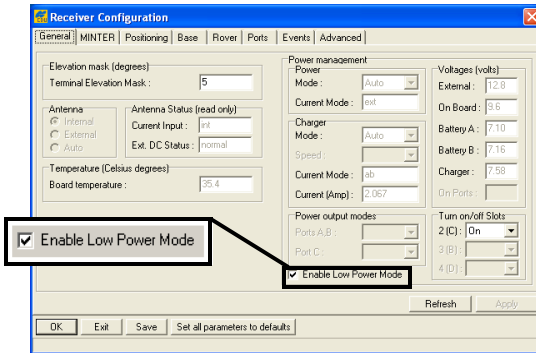 Receiver Configuration
General MINTER Positioning Base Rover Ports Events Advanced
Elevation mask (degrees)
Terminal Elevation Mask : 5
Antenna
Internal
External
Auto
Antenna Status (read only)
Current Input : int
Ext. DC Status : normal
Temperature (Celsius degrees)
Board temperature : 35.4
Power management
Power
Mode : Auto
Current Mode : ext
Charger
Mode : Auto
Speed :
Current Mode : ab
Current (Amp) : 2.067
Power output modes
Ports A,B :
Port C :
Enable Low Power Mode
Voltages (volts)
External : 12.8
On Board : 9.6
Battery A : 7.10
Battery B : 7.16
Charger : 7.58
On Ports :
Turn on/off Slots
2 (C) : On
3 (B) :
4 (D) :
Enable Low Power Mode
Refresh Apply
OK Exit Save Set all parameters to defaults